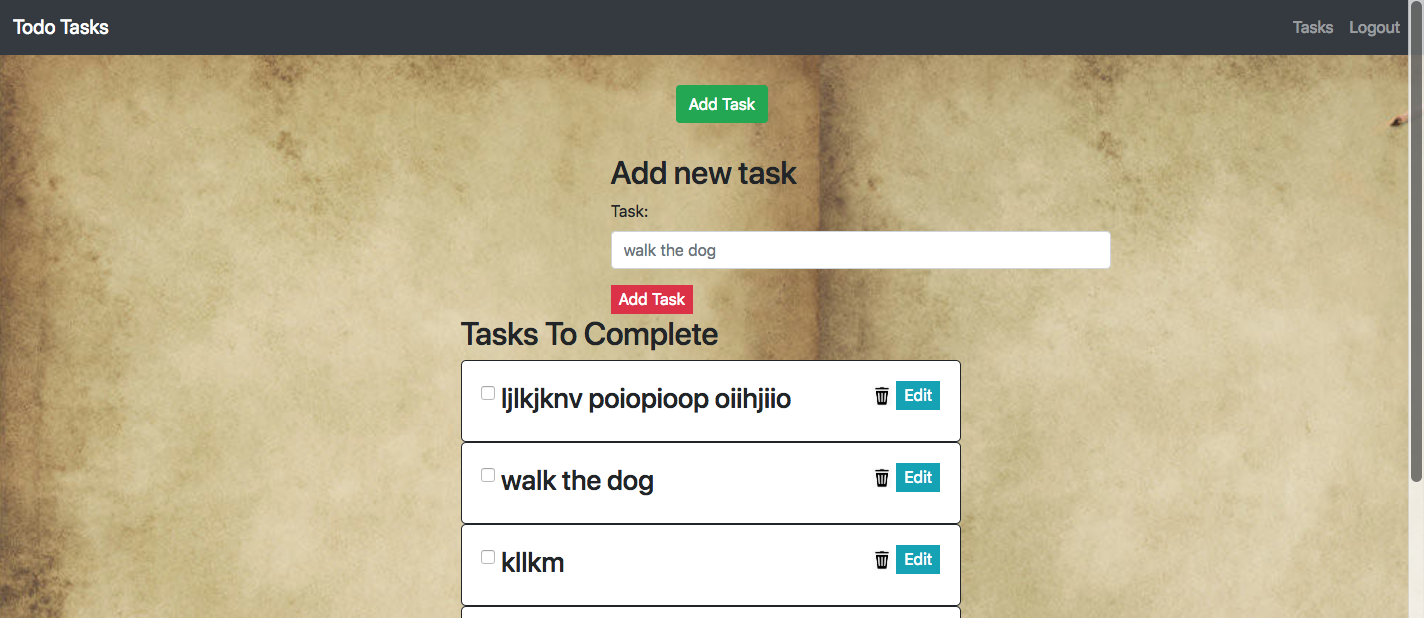 Todo Tasks Tasks Logout
Add Task
Add new task
Task:
walk the dog
Add Task
Tasks To Complete
ljlkjknv poiopioop oiihjiio Edit
walk the dog Edit
kllkm Edit